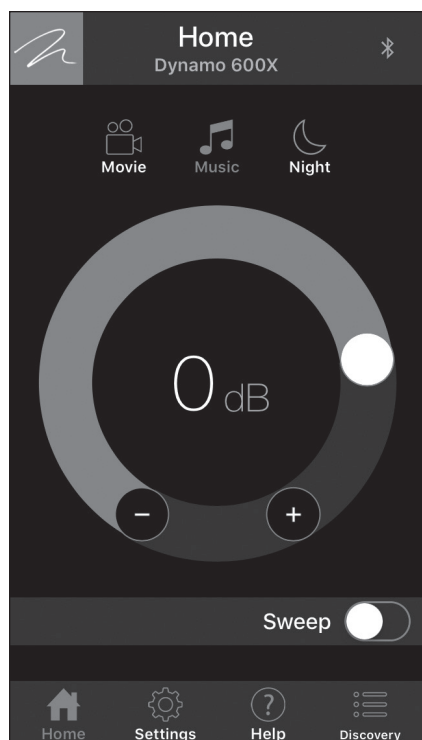 Home
Dynamo 600X
Movie Music Night
0 dB
− +
Sweep
Home Settings Help Discovery